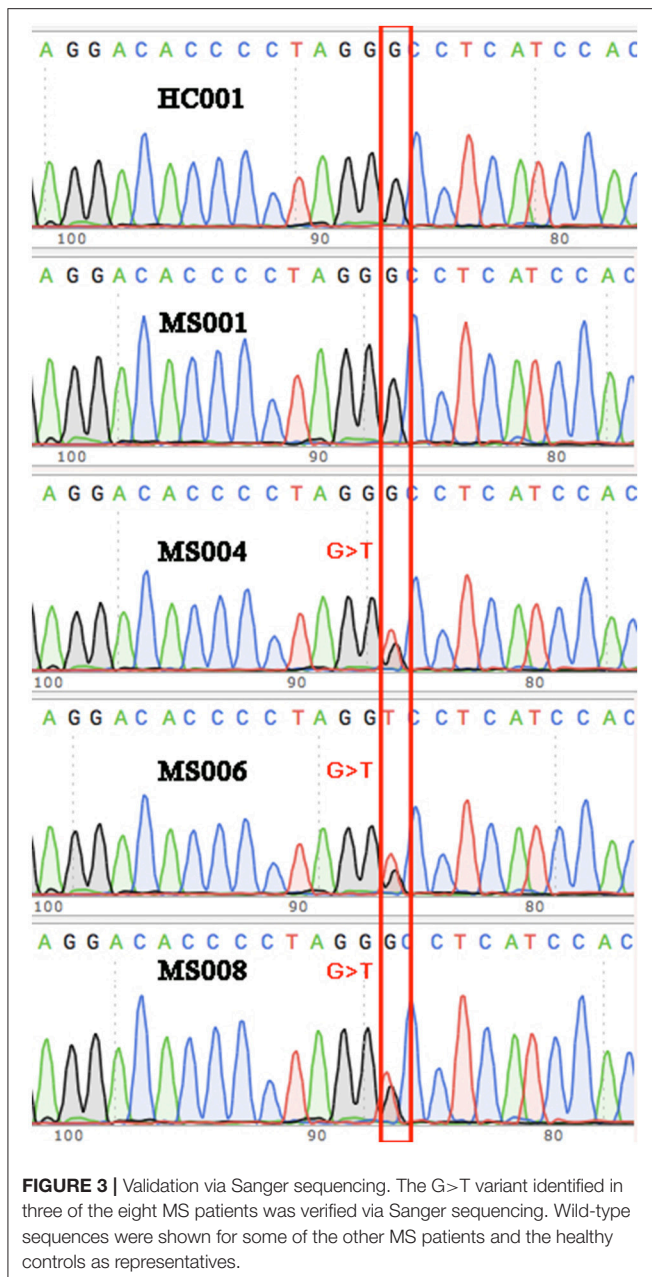 A G G A C A C C C C T A G G G C C T C A T C C A C
HC001
100 90 80
A G G A C A C C C C T A G G G C C T C A T C C A C
MS001
100 90 80
A G G A C A C C C C T A G G G C C T C A T C C A C
MS004 G>T
100 90 80
A G G A C A C C C C T A G G T C C T C A T C C A C
MS006 G>T
100 90 80
A G G A C A C C C C T A G G G C C T C A T C C A C
MS008 G>T
100 90 80
FIGURE 3 | Validation via Sanger sequencing. The G>T variant identified in
three of the eight MS patients was verified via Sanger sequencing. Wild-type
sequences were shown for some of the other MS patients and the healthy
controls as representatives.